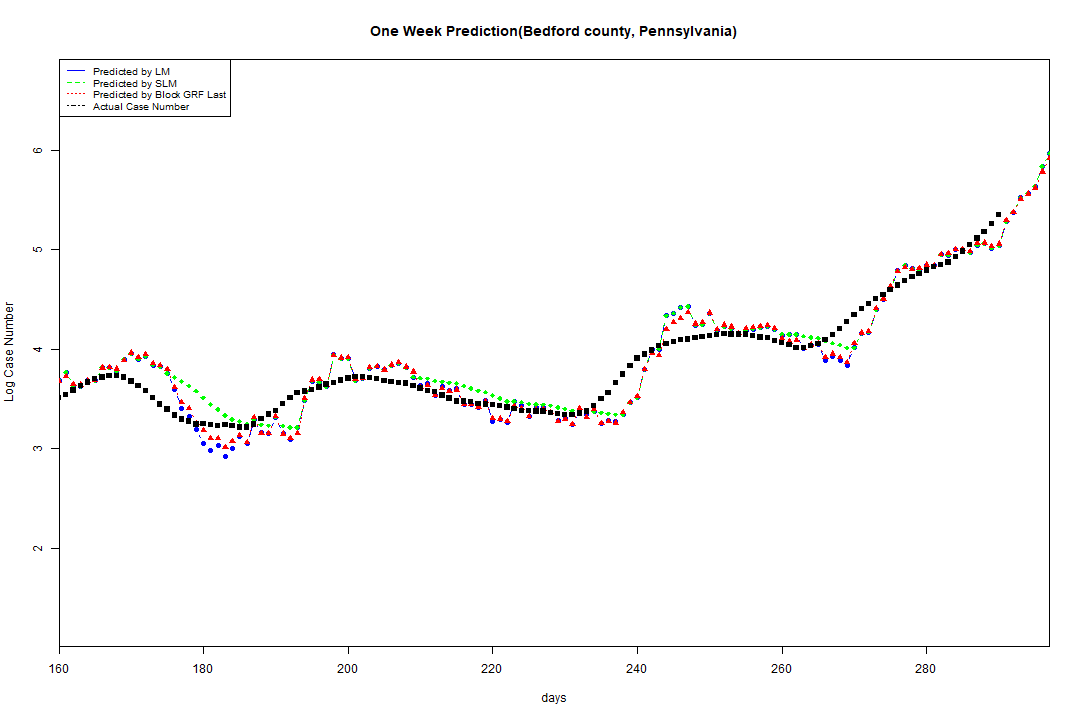 One Week Prediction(Bedford county, Pennsylvania)
Predicted by LM
Predicted by SLM
Predicted by Block GRF Last
Actual Case Number
6
5
4
3
2
Log Case Number
160 180 200 220 240 260 280
days